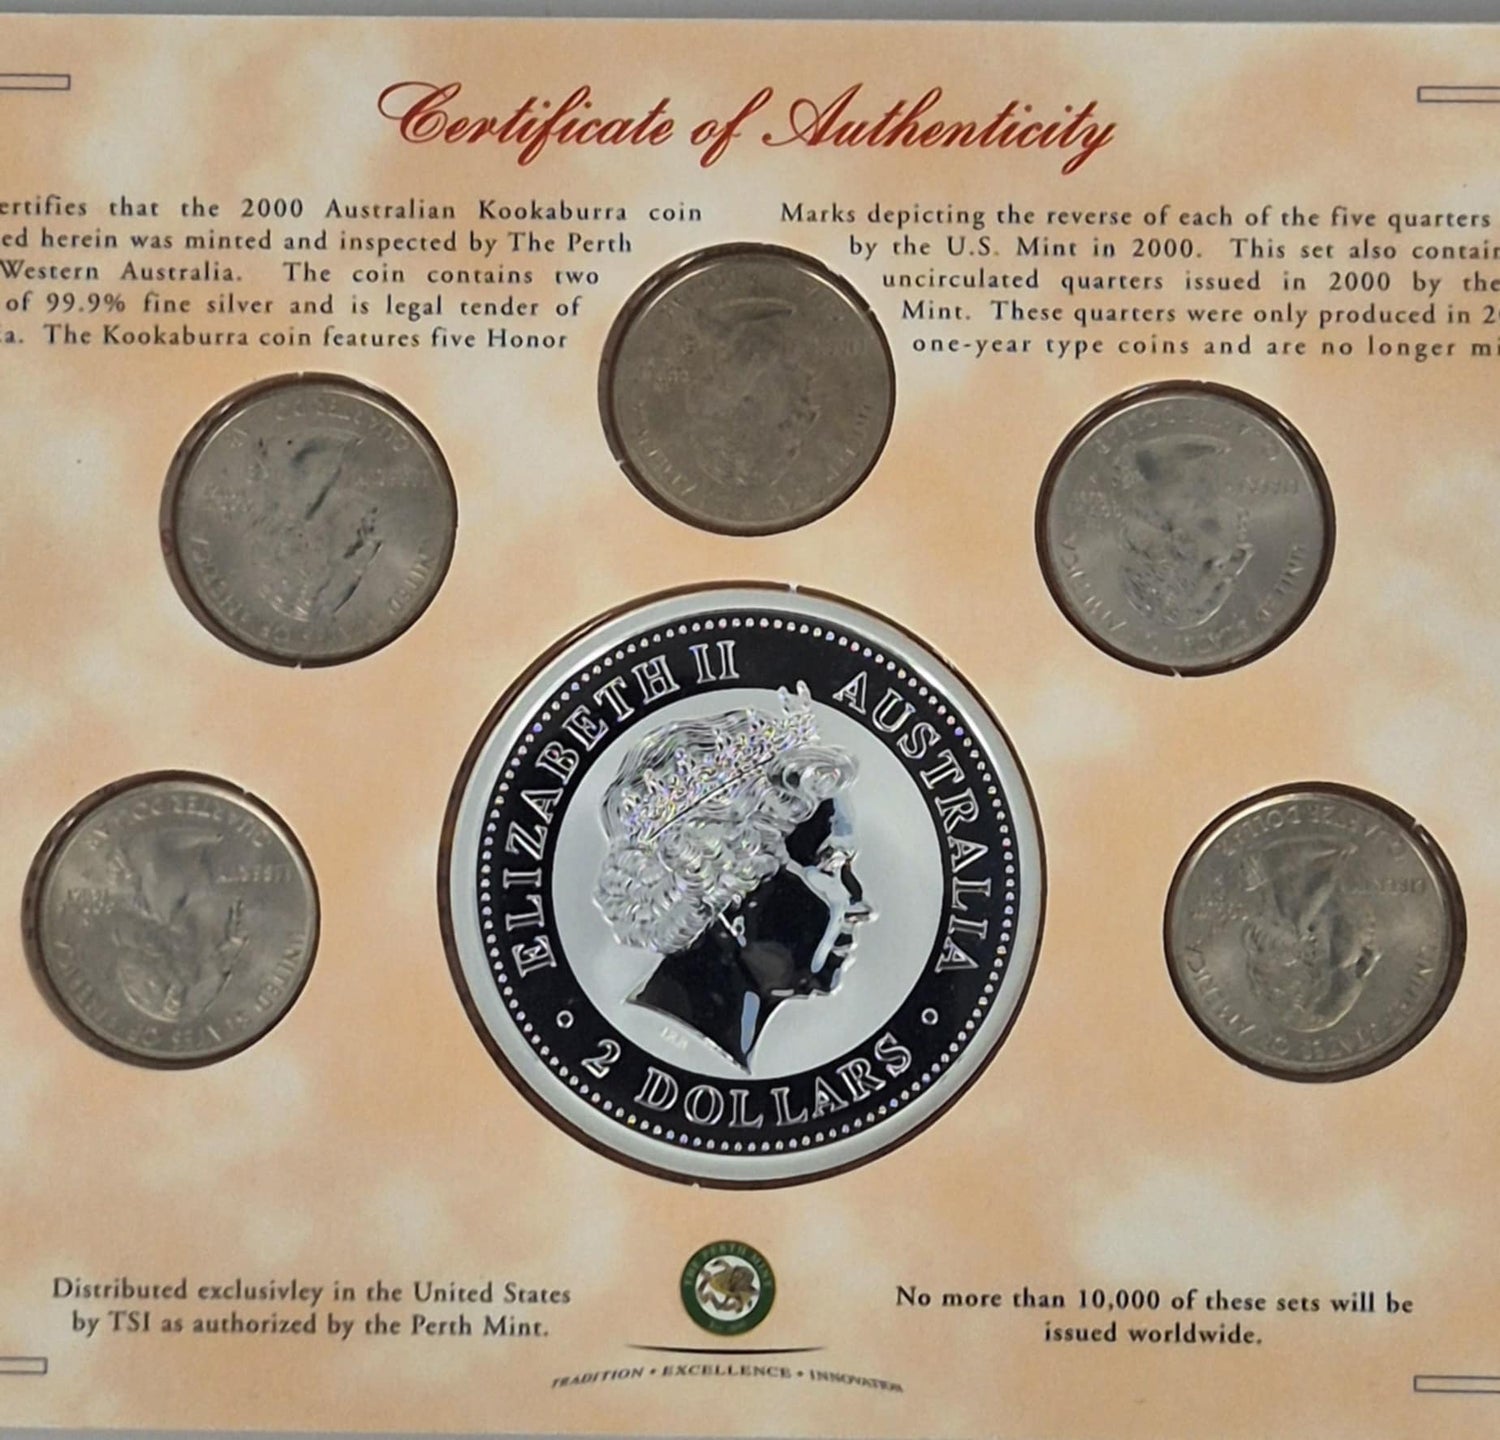 Certificate of Authenticity
ertifies that the 2000 Australian Kookaburra coin
ed herein was minted and inspected by The Perth
Western Australia. The coin contains two
of 99.9% fine silver and is legal tender of
a. The Kookaburra coin features five Honor
Marks depicting the reverse of each of the five quarters
by the U.S. Mint in 2000. This set also contain
uncirculated quarters issued in 2000 by the
Mint. These quarters were only produced in 2
one-year type coins and are no longer mi
ELIZABETH II AUSTRALIA
2 DOLLARS
Distributed exclusivley in the United States
by TSI as authorized by the Perth Mint.
THE PERTH MINT
TRADITION • EXCELLENCE • INNOVATION
No more than 10,000 of these sets will be
issued worldwide.